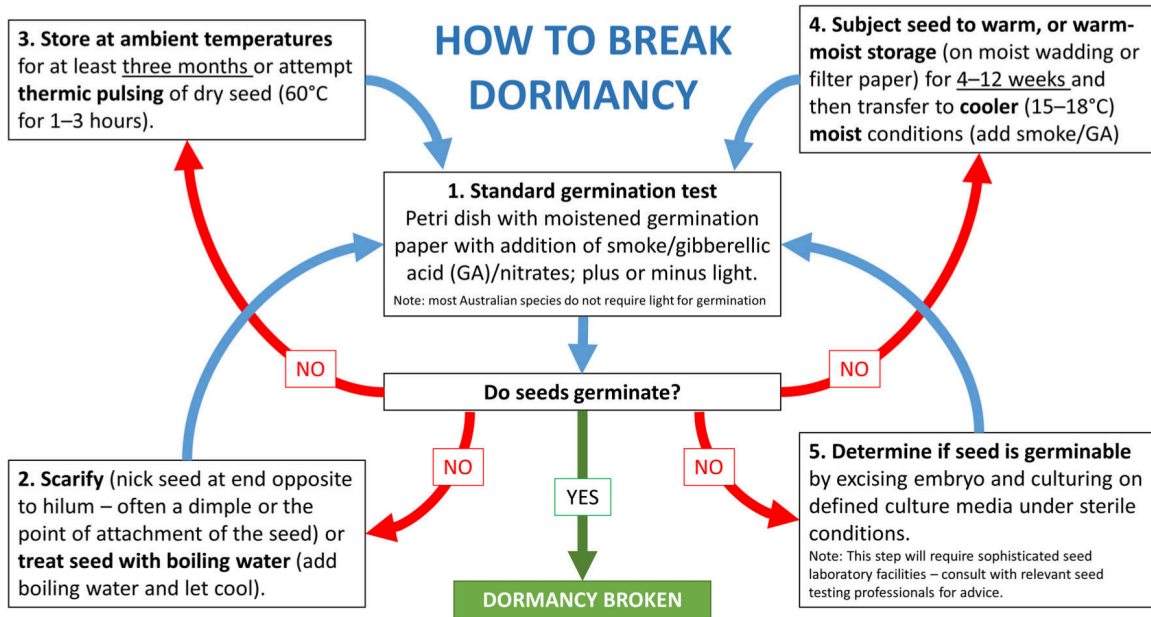 HOW TO BREAK
DORMANCY
1. Standard germination test
Petri dish with moistened germination
paper with addition of smoke/gibberellic
acid (GA)/nitrates; plus or minus light.
Note: most Australian species do not require light for germination
Do seeds germinate?
NO
NO
YES
NO
NO
DORMANCY BROKEN
2. Scarify (nick seed at end opposite
to hilum – often a dimple or the
point of attachment of the seed) or
treat seed with boiling water (add
boiling water and let cool).
3. Store at ambient temperatures
for at least three months or attempt
thermic pulsing of dry seed (60°C
for 1–3 hours).
4. Subject seed to warm, or warm-
moist storage (on moist wadding or
filter paper) for 4–12 weeks and
then transfer to cooler (15–18°C)
moist conditions (add smoke/GA)
5. Determine if seed is germinable
by excising embryo and culturing on
defined culture media under sterile
conditions.
Note: This step will require sophisticated seed
laboratory facilities – consult with relevant seed
testing professionals for advice.